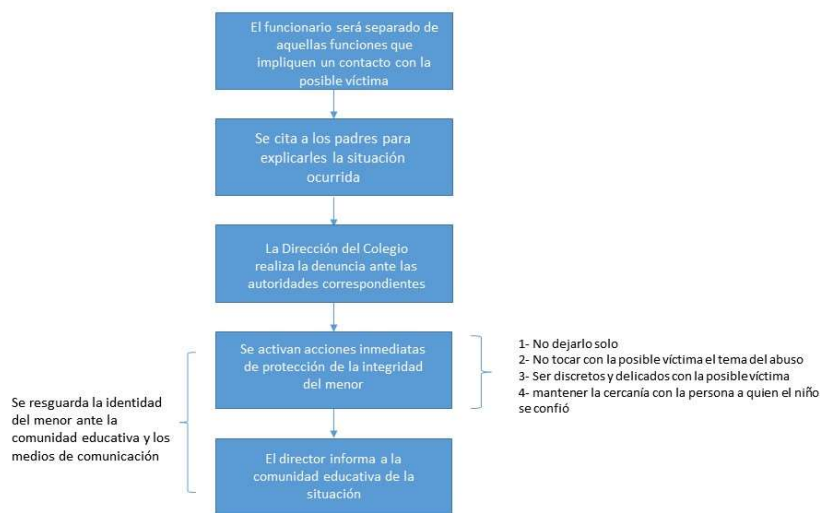 El funcionario será separado de
aquellas funciones que
impliquen un contacto con la
posible víctima
Se cita a los padres para
explicarles la situación
ocurrida
La Dirección del Colegio
realiza la denuncia ante las
autoridades correspondientes
Se activan acciones inmediatas
de protección de la integridad
del menor
1- No dejarlo solo
2- No tocar con la posible víctima el tema del abuso
3- Ser discretos y delicados con la posible víctima
4- mantener la cercanía con la persona a quien el niño
se confió
Se resguarda la identidad
del menor ante la
comunidad educativa y los
medios de comunicación
El director informa a la
comunidad educativa de la
situación